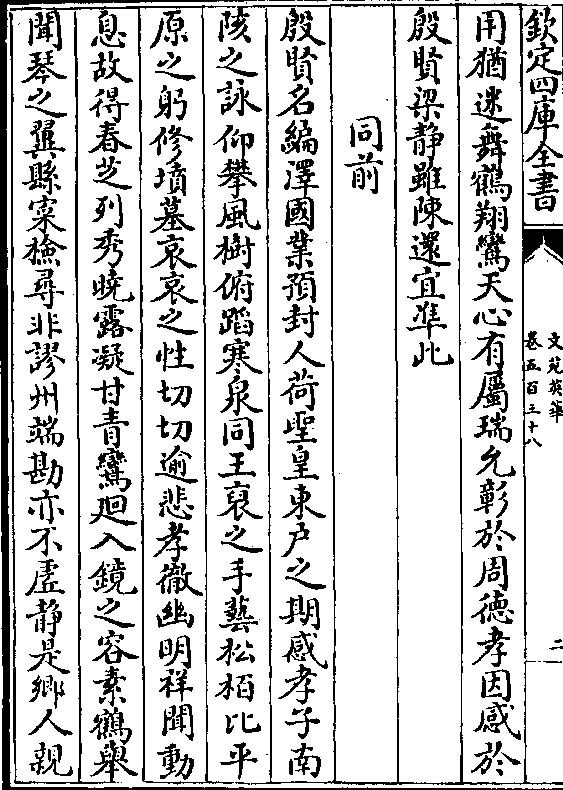 欽定四庫全書
文苑英華
卷五百三十八
二
用猶迷舞鶴翔鸞天心有屬瑞允彰於周德孝因感於
殷賢梁靜雖陳還宜準此
同前
殷賢名編澤國業預封人荷聖皇東户之期感孝子南
陔之詠仰攀風樹俯蹈寒泉同王裒之手藝松栢比平
原之躬修墳墓哀哀之性切切逾悲孝徹幽明祥聞動
息故得春芝列秀曉露凝甘青鸞廻入鏡之容素鶴舉
聞琴之翼縣寀檢尋非謬州端勘亦不虛靜是鄉人親